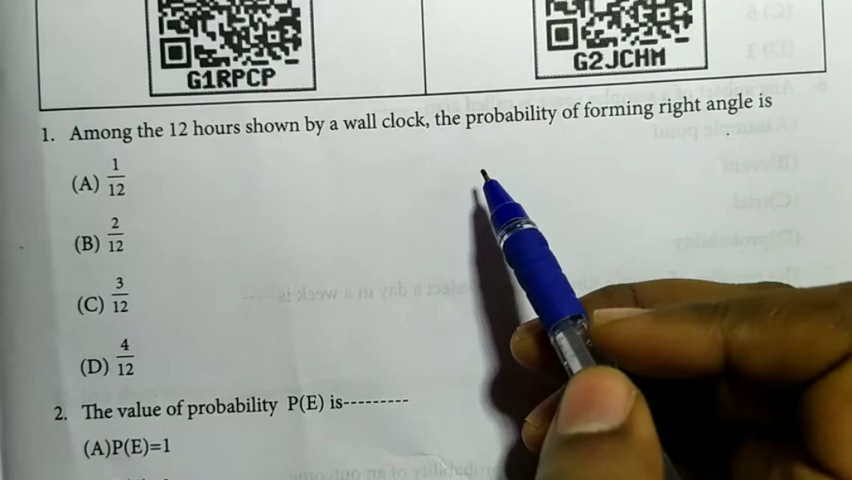 G1RPCP
G2JCHM
1. Among the 12 hours shown by a wall clock, the probability of forming right angle is
(A) 1/12
(B) 2/12
(C) 3/12
(D) 4/12
2. The value of probability P(E) is---------
(A)P(E)=1